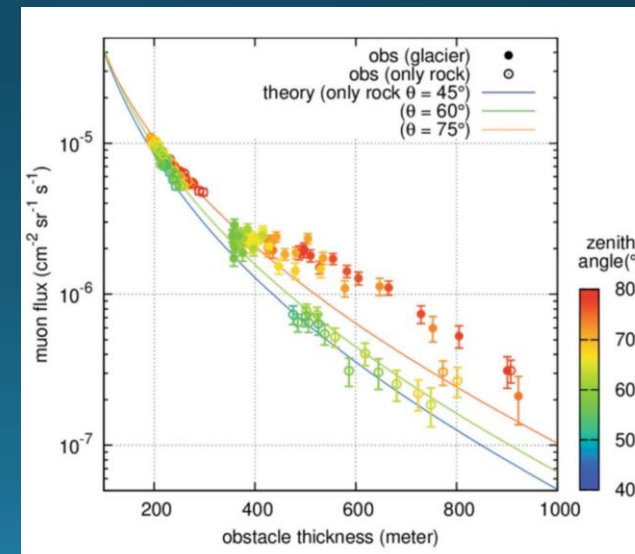 obs (glacier)
obs (only rock)
theory (only rock θ = 45°)
(θ = 60°)
(θ = 75°)
10⁻⁵
10⁻⁶
10⁻⁷
muon flux (cm⁻² sr⁻¹ s⁻¹)
200 400 600 800 1000
obstacle thickness (meter)
zenith
angle(°
80
70
60
50
40